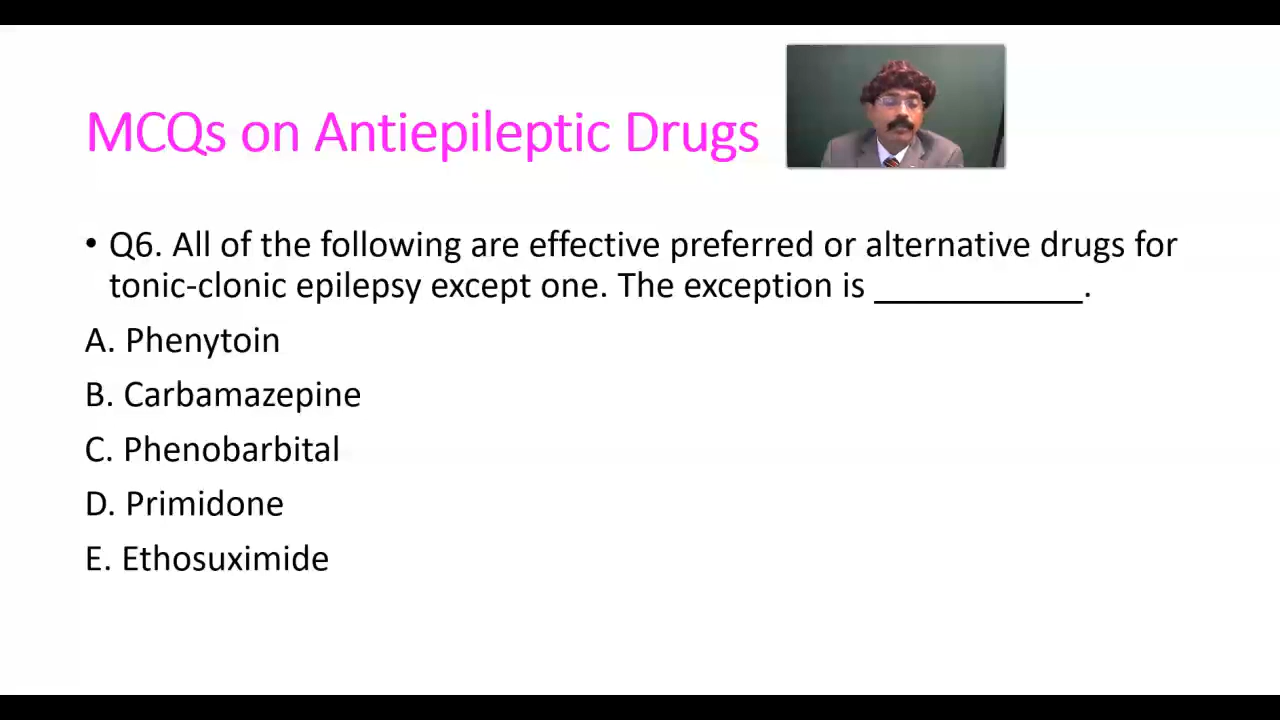 MCQs on Antiepileptic Drugs
• Q6. All of the following are effective preferred or alternative drugs for
tonic-clonic epilepsy except one. The exception is ___________.
A. Phenytoin
B. Carbamazepine
C. Phenobarbital
D. Primidone
E. Ethosuximide